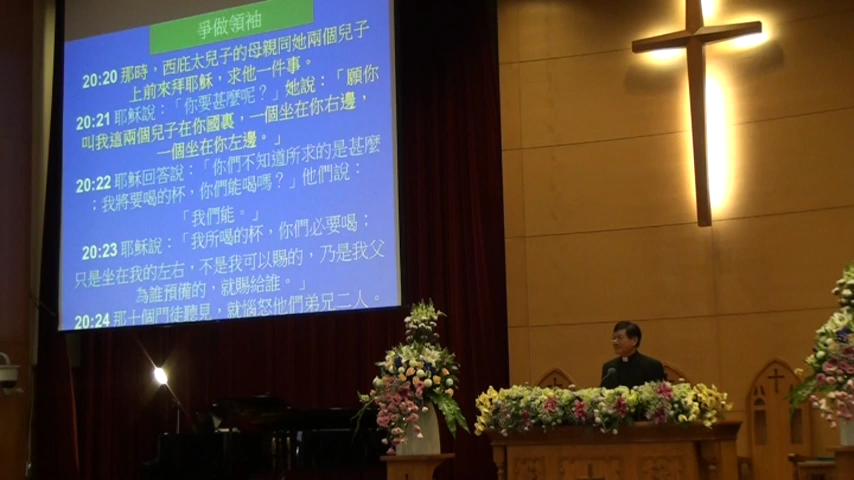 爭做領袖
20:20 那時，西庇太兒子的母親同她兩個兒子
上前來拜耶穌，求他一件事。
20:21 耶穌說：「你要甚麼呢？」她說：「願你
叫我這兩個兒子在你國裏，一個坐在你右邊，
一個坐在你左邊。」
20:22 耶穌回答說：「你們不知道所求的是甚麼
；我將要喝的杯，你們能喝嗎？」他們說：
「我們能。」
20:23 耶穌說：「我所喝的杯，你們必要喝；
只是坐在我的左右，不是我可以賜的，乃是我父
為誰預備的，就賜給誰。」
20:24 那十個門徒聽見，就惱怒他們弟兄二人。